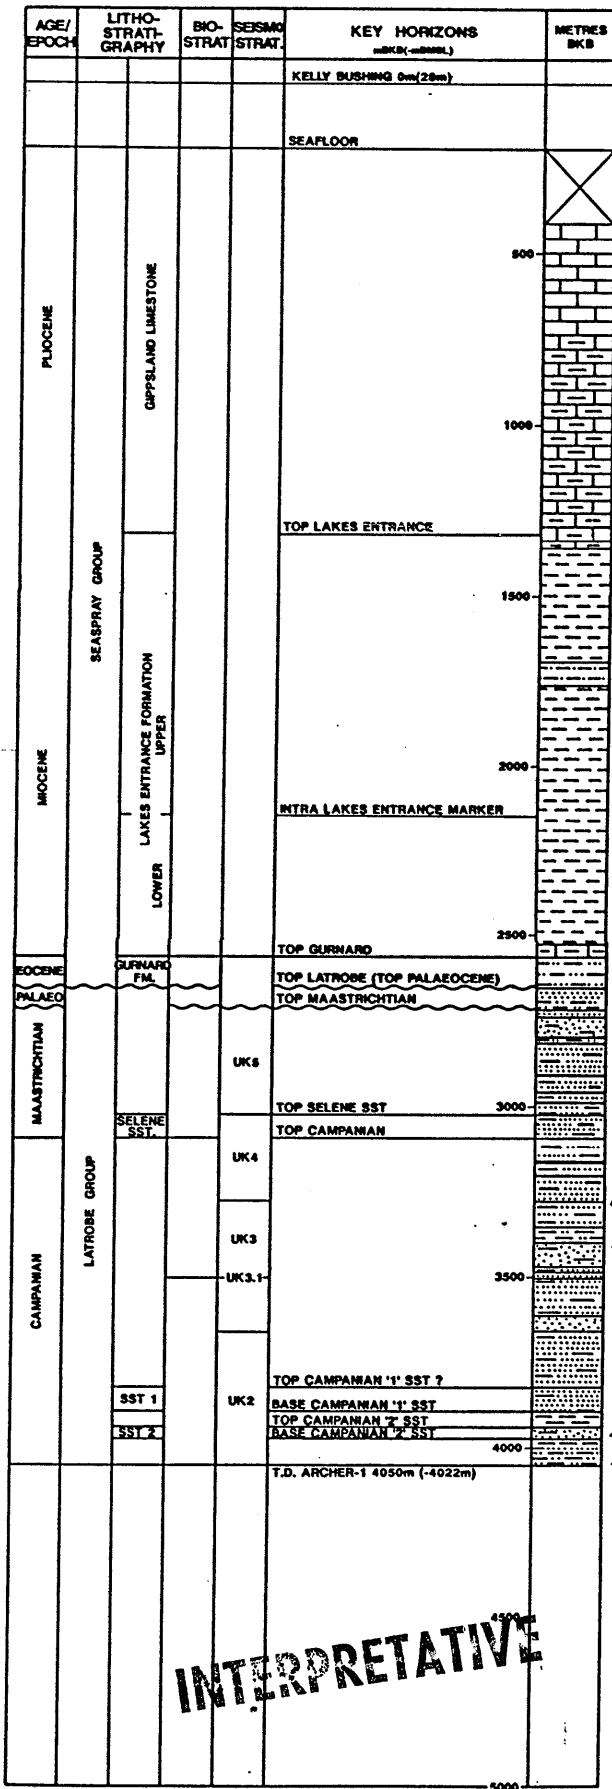 AGE/
EPOCH
LITHO-
STRATI-
GRAPHY
BIO-
STRAT
SEISMO
STRAT.
KEY HORIZONS
mBKB(-mBMSL)
METRES
BKB
KELLY BUSHING 0m(28m)
SEAFLOOR
500
PLIOCENE
GIPPSLAND LIMESTONE
1000
TOP LAKES ENTRANCE
SEASPRAY GROUP
1500
LAKES ENTRANCE FORMATION
UPPER
2000
MIOCENE
INTRA LAKES ENTRANCE MARKER
LOWER
2500
TOP GURNARD
EOCENE
GURNARD
FM.
TOP LATROBE (TOP PALAEOCENE)
PALAEO
TOP MAASTRICHTIAN
MAASTRICHTIAN
UK5
3000
TOP SELENE SST
SELENE
SST.
TOP CAMPANIAN
UK4
LATROBE GROUP
UK3
CAMPANIAN
UK3.1
3500
TOP CAMPANIAN '1' SST ?
SST 1
UK2
BASE CAMPANIAN '1' SST
TOP CAMPANIAN '2' SST
SST 2
BASE CAMPANIAN '2' SST
4000
T.D. ARCHER-1 4050m (-4022m)
4500
INTERPRETATIVE
5000